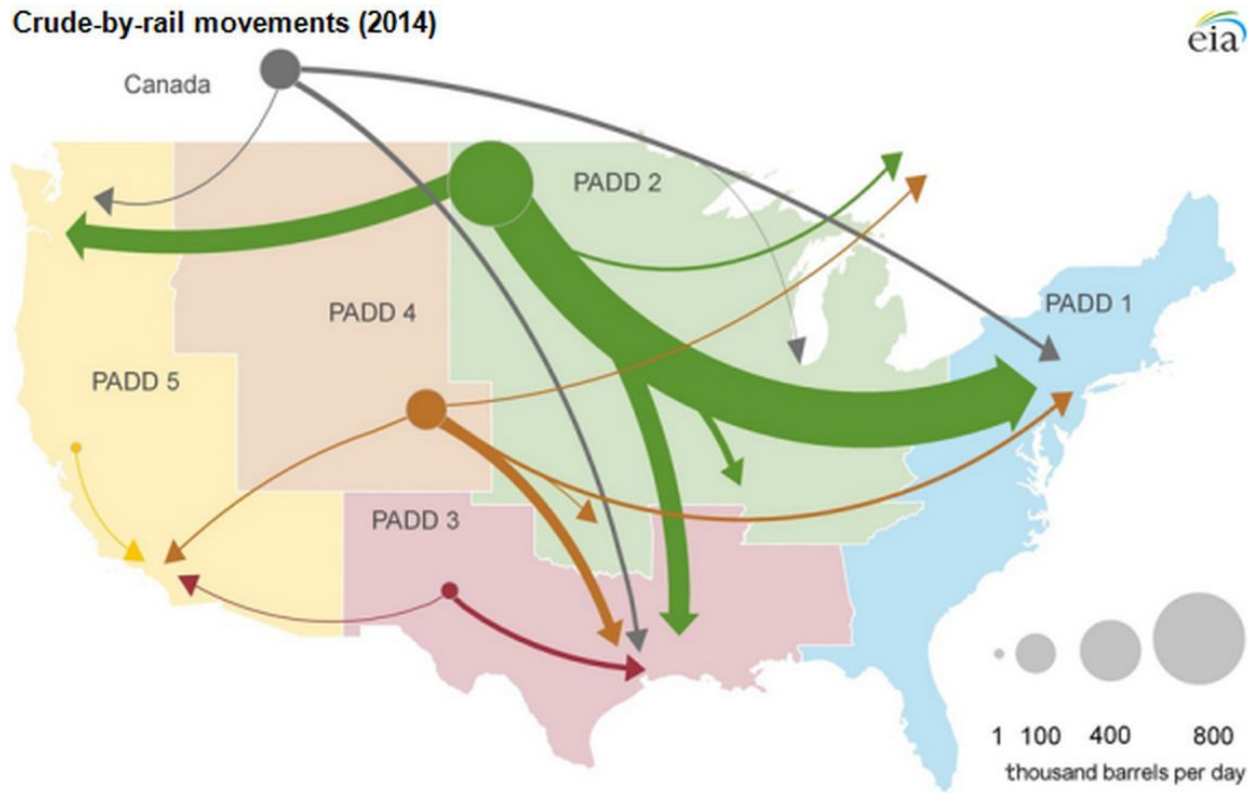 Crude-by-rail movements (2014)
eia
Canada
PADD 2
PADD 1
PADD 4
PADD 5
PADD 3
1 100 400 800
thousand barrels per day